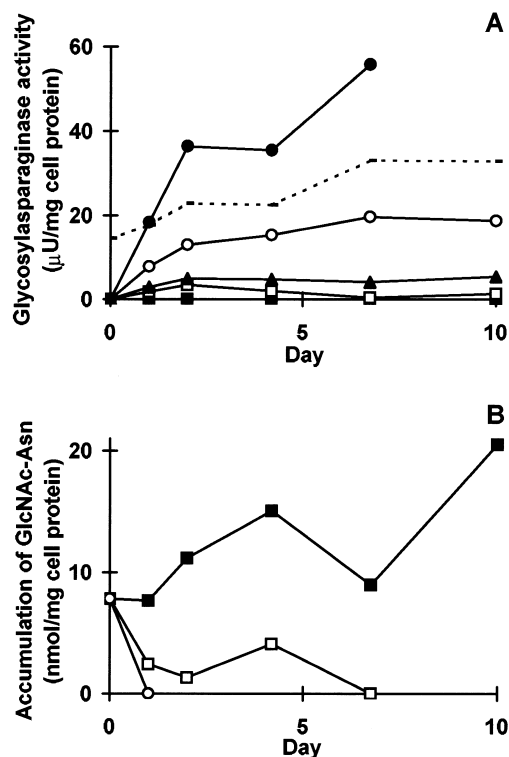 A
Glycosylasparaginase activity
(µU/mg cell protein)
60
40
20
0
0
5
10
Day
B
Accumulation of GlcNAc-Asn
(nmol/mg cell protein)
20
10
0
0
5
10
Day